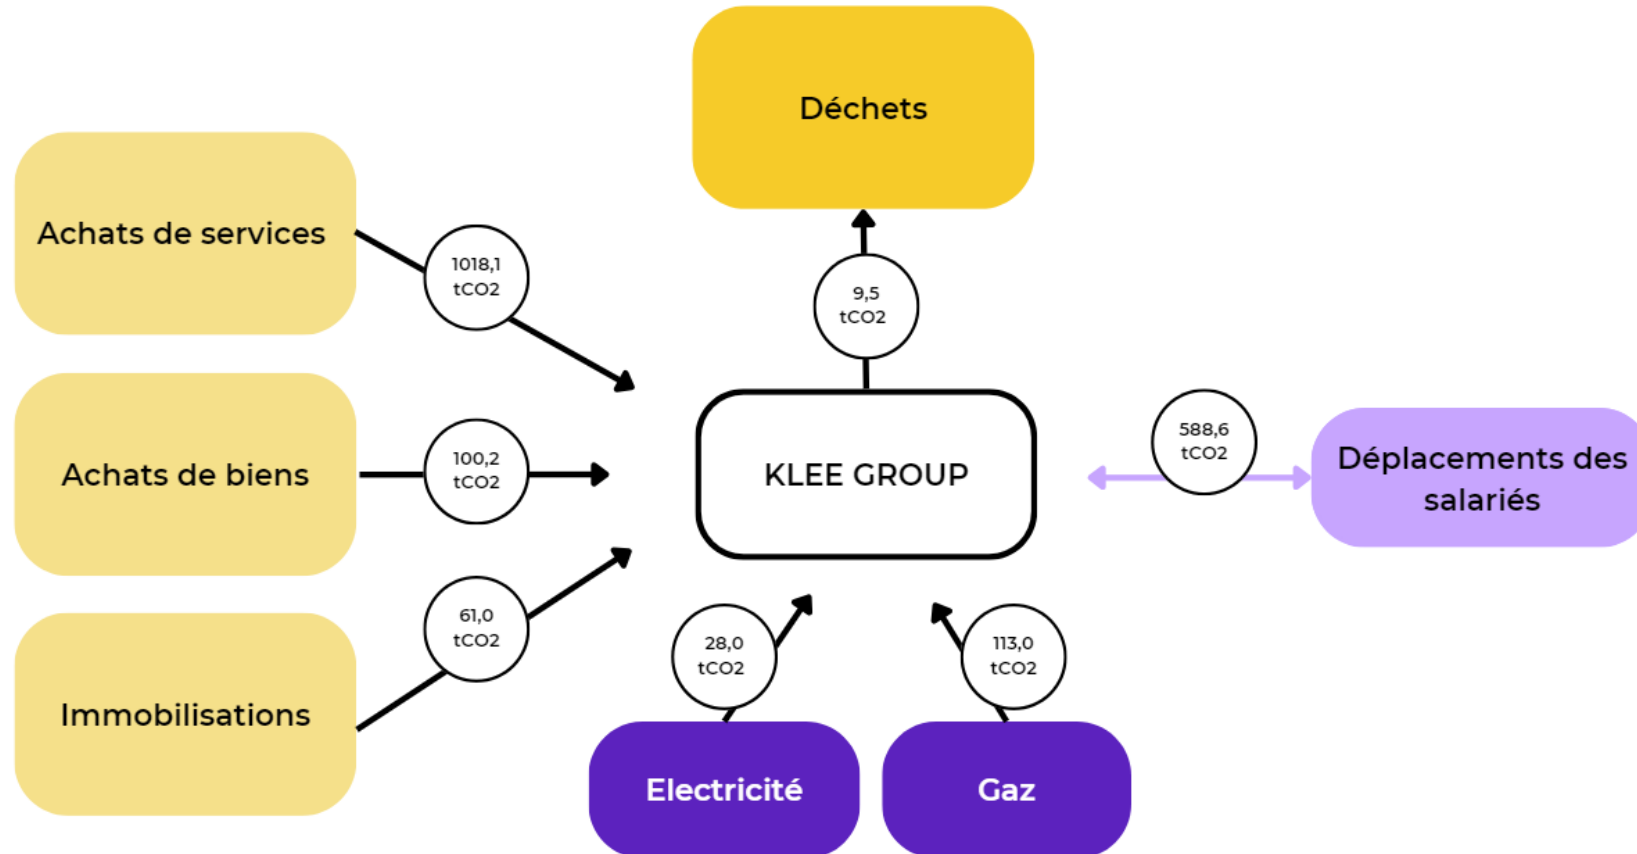 Déchets
Achats de services
1018,1
tCO2
9,5
tCO2
Achats de biens
100,2
tCO2
KLEE GROUP
588,6
tCO2
Déplacements des
salariés
Immobilisations
61,0
tCO2
28,0
tCO2
113,0
tCO2
Electricité
Gaz